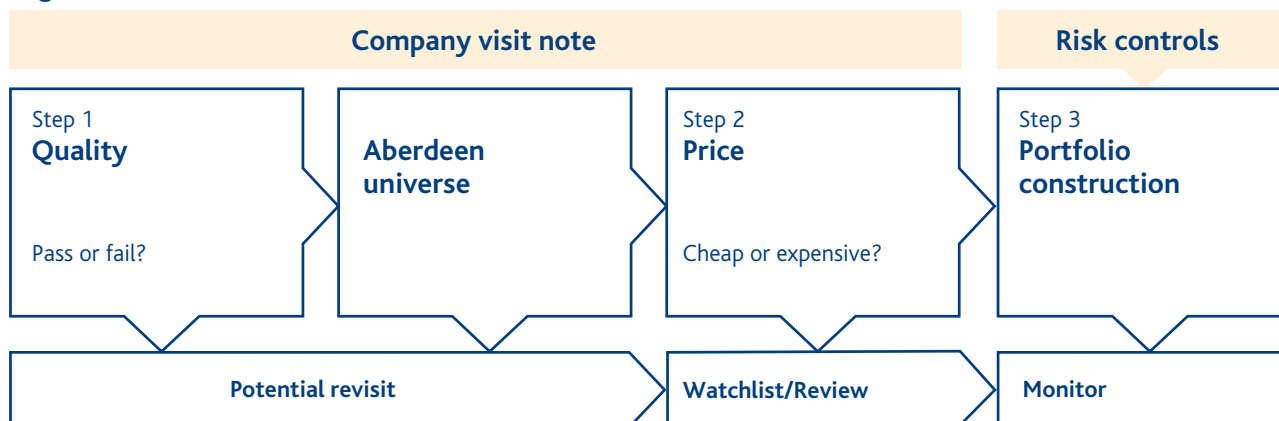 Company visit note
Risk controls
Step 1
Quality
Pass or fail?
Aberdeen
universe
Step 2
Price
Cheap or expensive?
Step 3
Portfolio
construction
Potential revisit
Watchlist/Review
Monitor